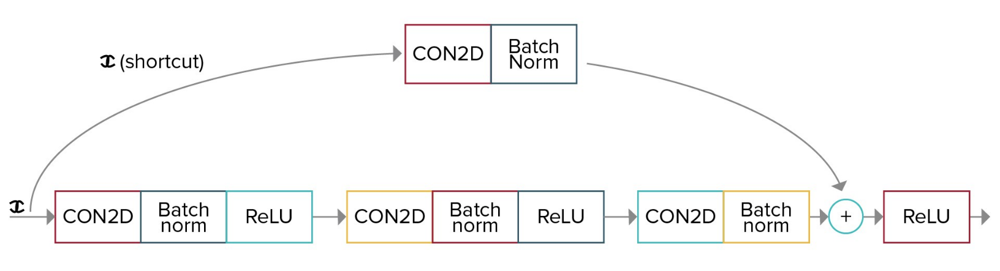 x (shortcut)
CON2D
Batch
Norm
x
CON2D
Batch
norm
ReLU
CON2D
Batch
norm
ReLU
CON2D
Batch
norm
+
ReLU